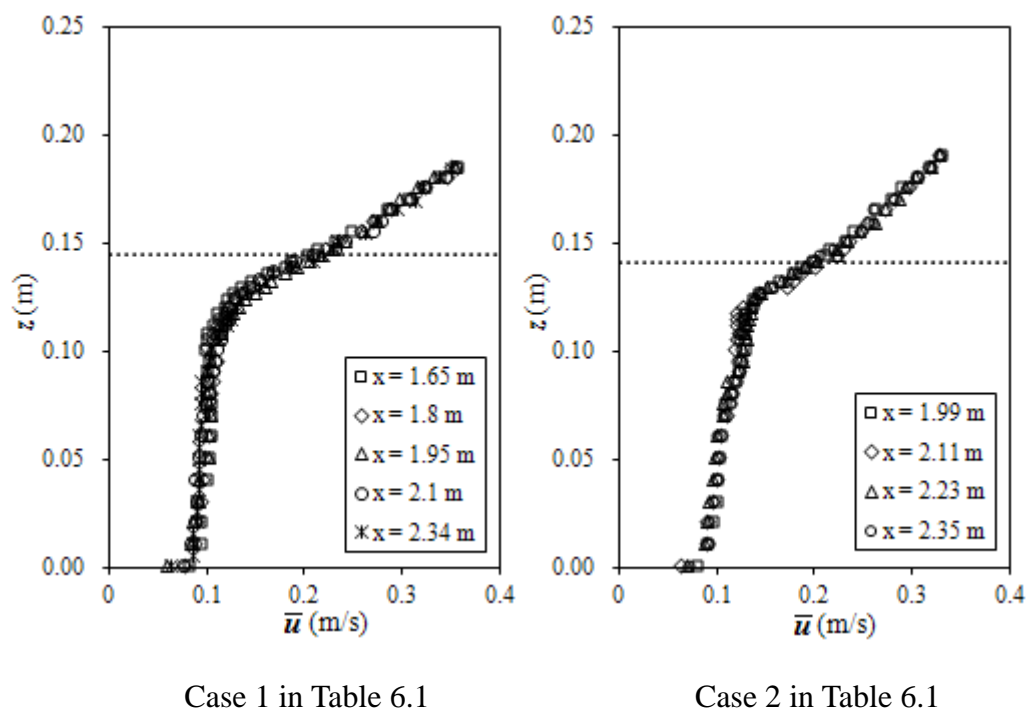 0.25
0.20
0.15
0.10
0.05
0.00
z (m)
0
0.1
0.2
0.3
0.4
u̅ (m/s)
x = 1.65 m
x = 1.8 m
x = 1.95 m
x = 2.1 m
x = 2.34 m
Case 1 in Table 6.1
0.25
0.20
0.15
0.10
0.05
0.00
z (m)
0
0.1
0.2
0.3
0.4
u̅ (m/s)
x = 1.99 m
x = 2.11 m
x = 2.23 m
x = 2.35 m
Case 2 in Table 6.1